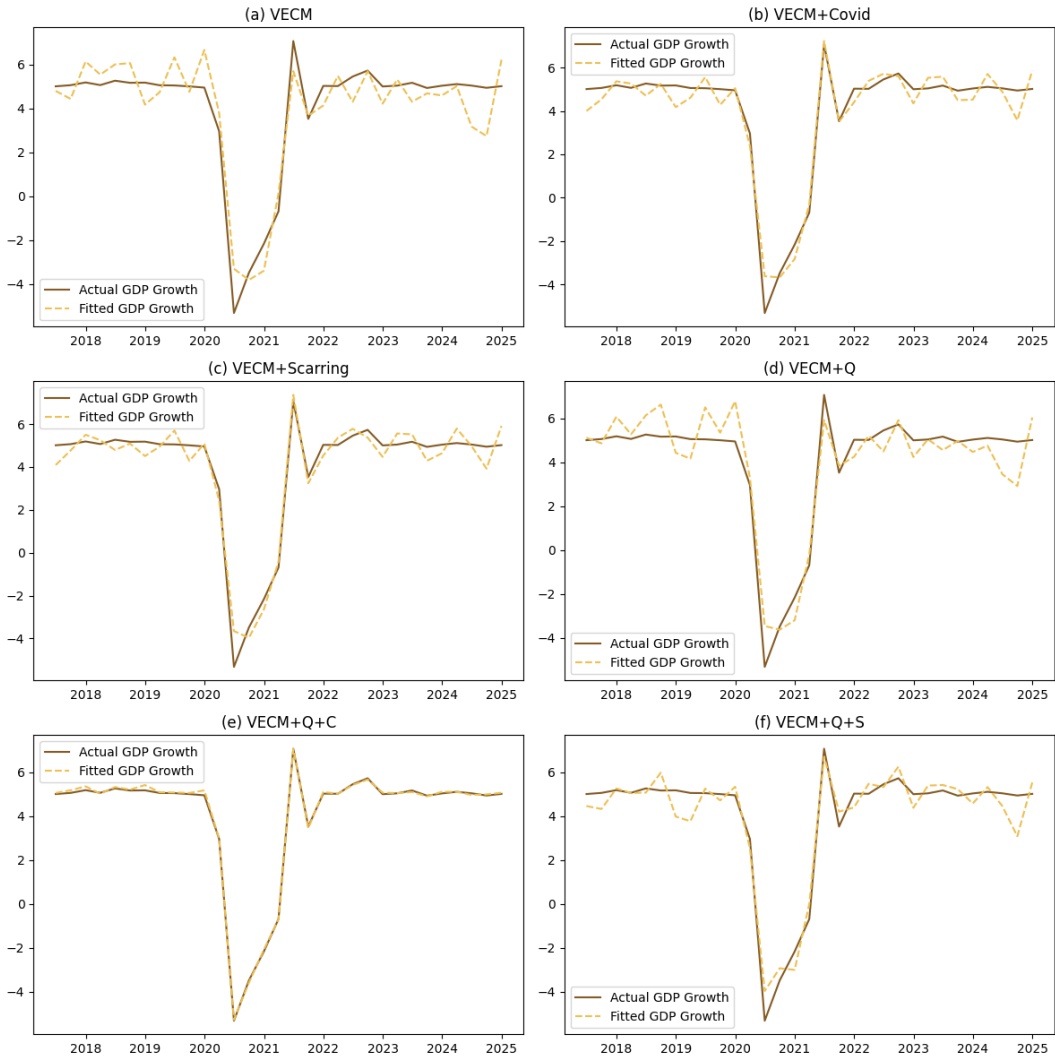 (a) VECM
6
4
2
0
−2
−4
Actual GDP Growth
Fitted GDP Growth
2018 2019 2020 2021 2022 2023 2024 2025
(b) VECM+Covid
Actual GDP Growth
Fitted GDP Growth
6
4
2
0
−2
−4
2018 2019 2020 2021 2022 2023 2024 2025
(c) VECM+Scarring
Actual GDP Growth
Fitted GDP Growth
6
4
2
0
−2
−4
2018 2019 2020 2021 2022 2023 2024 2025
(d) VECM+Q
6
4
2
0
−2
−4
Actual GDP Growth
Fitted GDP Growth
2018 2019 2020 2021 2022 2023 2024 2025
(e) VECM+Q+C
Actual GDP Growth
Fitted GDP Growth
6
4
2
0
−2
−4
2018 2019 2020 2021 2022 2023 2024 2025
(f) VECM+Q+S
6
4
2
0
−2
−4
Actual GDP Growth
Fitted GDP Growth
2018 2019 2020 2021 2022 2023 2024 2025